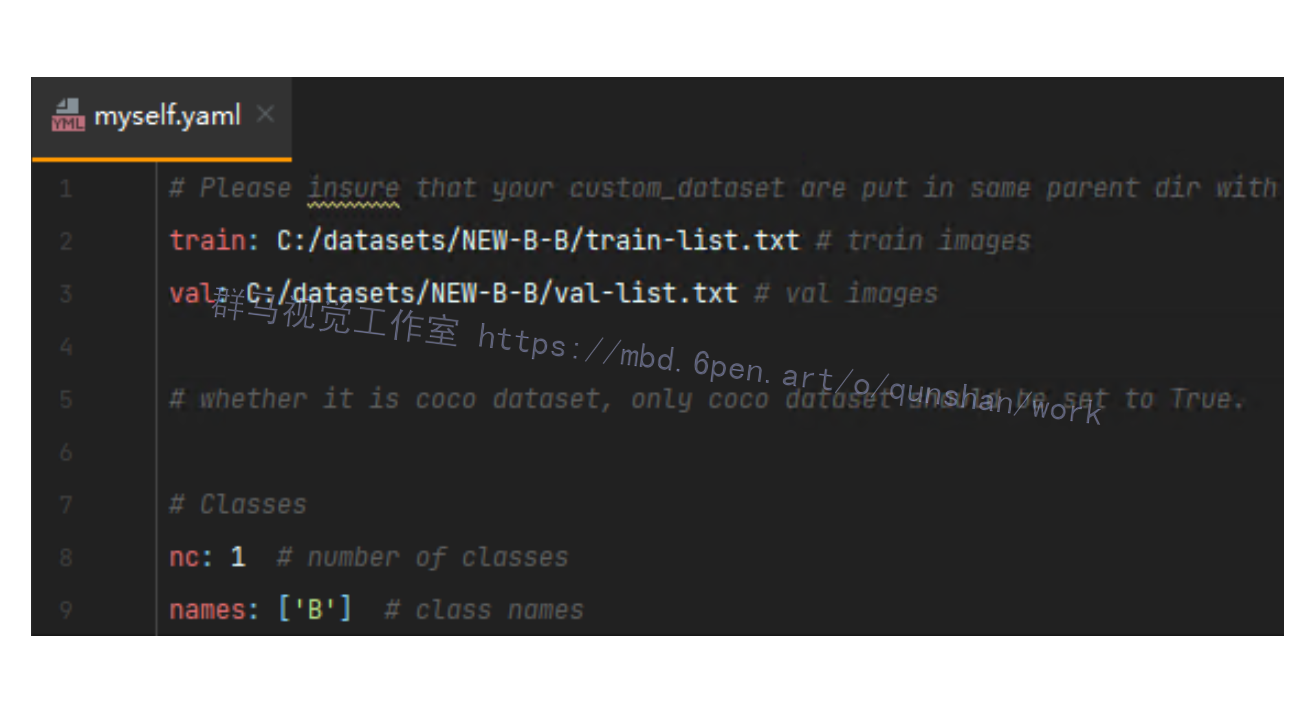 myself.yaml
1 # Please insure that your custom_dataset are put in same parent dir with
2 train: C:/datasets/NEW-B-B/train-list.txt # train images
3 val: C:/datasets/NEW-B-B/val-list.txt # val images
群马视觉工作室 https://mbd.6pen.art/o/qunshan/work
4
5 # whether it is coco dataset, only coco dataset should be set to True.
6
7 # Classes
8 nc: 1 # number of classes
9 names: ['B'] # class names